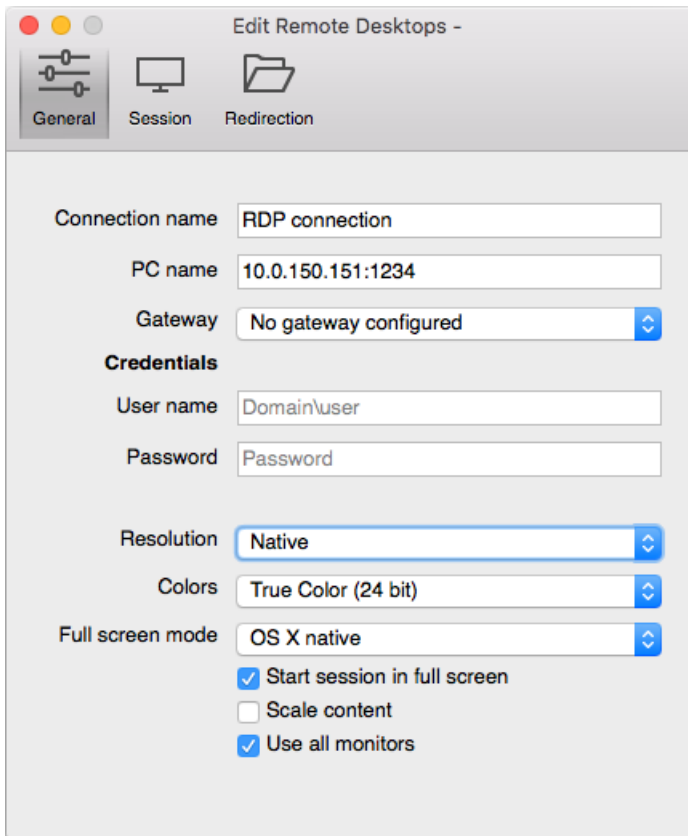 Edit Remote Desktops -
General Session Redirection
Connection name RDP connection
PC name 10.0.150.151:1234
Gateway No gateway configured
Credentials
User name Domain\user
Password Password
Resolution Native
Colors True Color (24 bit)
Full screen mode OS X native
Start session in full screen
Scale content
Use all monitors